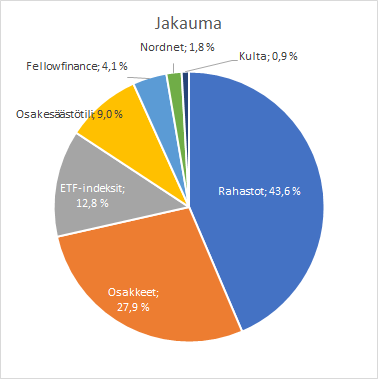 Jakauma
Nordnet; 1,8 %
Kulta; 0,9 %
Fellowfinance; 4,1 %
Osakesäästötili; 9,0 %
ETF-indeksit;
12,8 %
Rahastot; 43,6 %
Osakkeet;
27,9 %